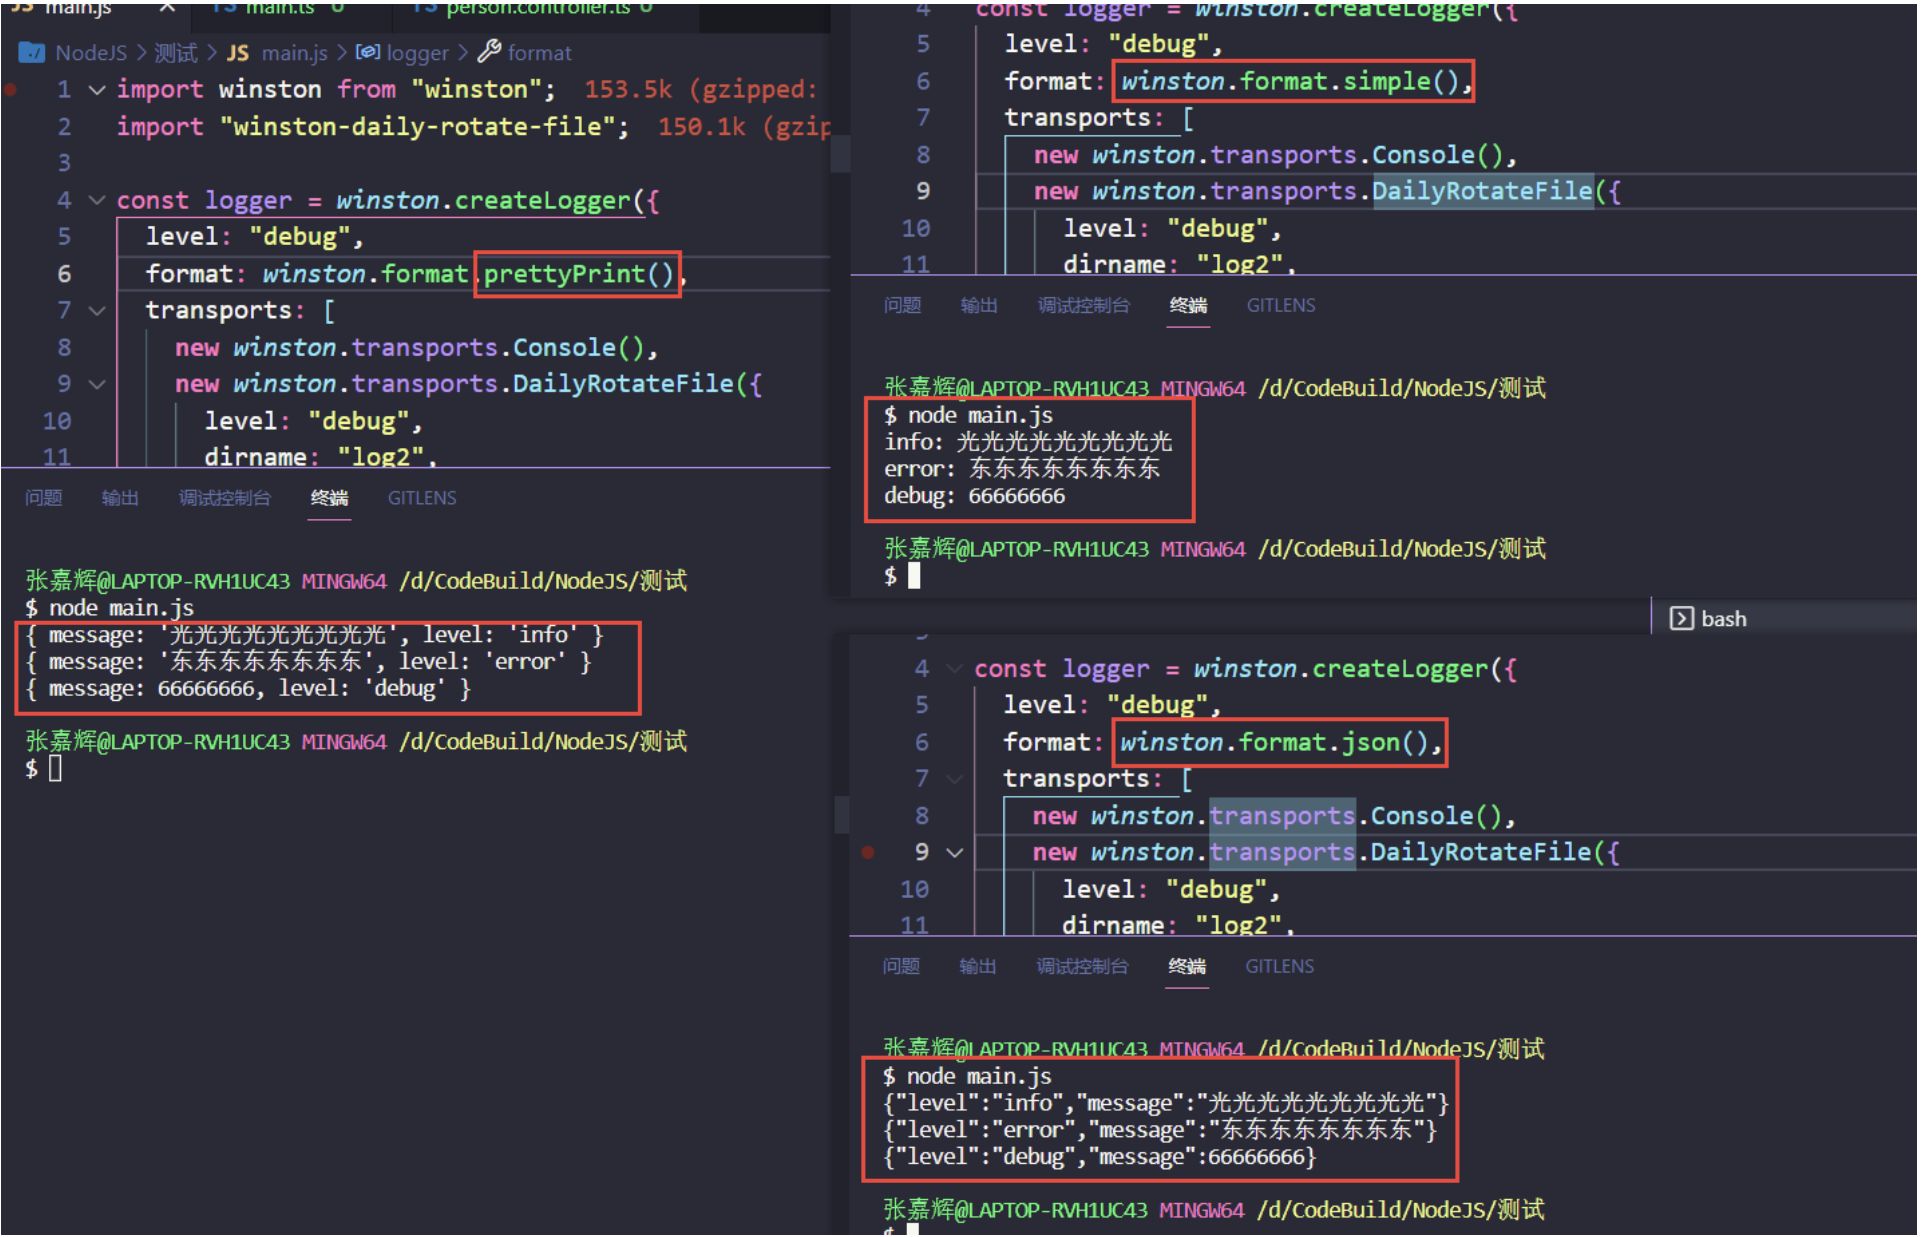 JS main.js × TS main.ts U TS person.controller.ts U
NodeJS > 测试 > JS main.js > logger > format
1 import winston from "winston"; 153.5k (gzipped:
2 import "winston-daily-rotate-file"; 150.1k (gzip
3
4 const logger = winston.createLogger({
5 level: "debug",
6 format: winston.format.prettyPrint(),
7 transports: [
8 new winston.transports.Console(),
9 new winston.transports.DailyRotateFile({
10 level: "debug",
11 dirname: "log2",
问题 输出 调试控制台 终端 GITLENS
张嘉辉@LAPTOP-RVH1UC43 MINGW64 /d/CodeBuild/NodeJS/测试
$ node main.js
{ message: '光光光光光光光光光', level: 'info' }
{ message: '东东东东东东东东', level: 'error' }
{ message: 66666666, level: 'debug' }
张嘉辉@LAPTOP-RVH1UC43 MINGW64 /d/CodeBuild/NodeJS/测试
$
4 const logger = winston.createLogger({
5 level: "debug",
6 format: winston.format.simple(),
7 transports: [
8 new winston.transports.Console(),
9 new winston.transports.DailyRotateFile({
10 level: "debug",
11 dirname: "log2",
问题 输出 调试控制台 终端 GITLENS
张嘉辉@LAPTOP-RVH1UC43 MINGW64 /d/CodeBuild/NodeJS/测试
$ node main.js
info: 光光光光光光光光光
error: 东东东东东东东东
debug: 66666666
张嘉辉@LAPTOP-RVH1UC43 MINGW64 /d/CodeBuild/NodeJS/测试
$
bash
4 const logger = winston.createLogger({
5 level: "debug",
6 format: winston.format.json(),
7 transports: [
8 new winston.transports.Console(),
9 new winston.transports.DailyRotateFile({
10 level: "debug",
11 dirname: "log2",
问题 输出 调试控制台 终端 GITLENS
张嘉辉@LAPTOP-RVH1UC43 MINGW64 /d/CodeBuild/NodeJS/测试
$ node main.js
{"level":"info","message":"光光光光光光光光光"}
{"level":"error","message":"东东东东东东东东"}
{"level":"debug","message":66666666}
张嘉辉@LAPTOP-RVH1UC43 MINGW64 /d/CodeBuild/NodeJS/测试
$